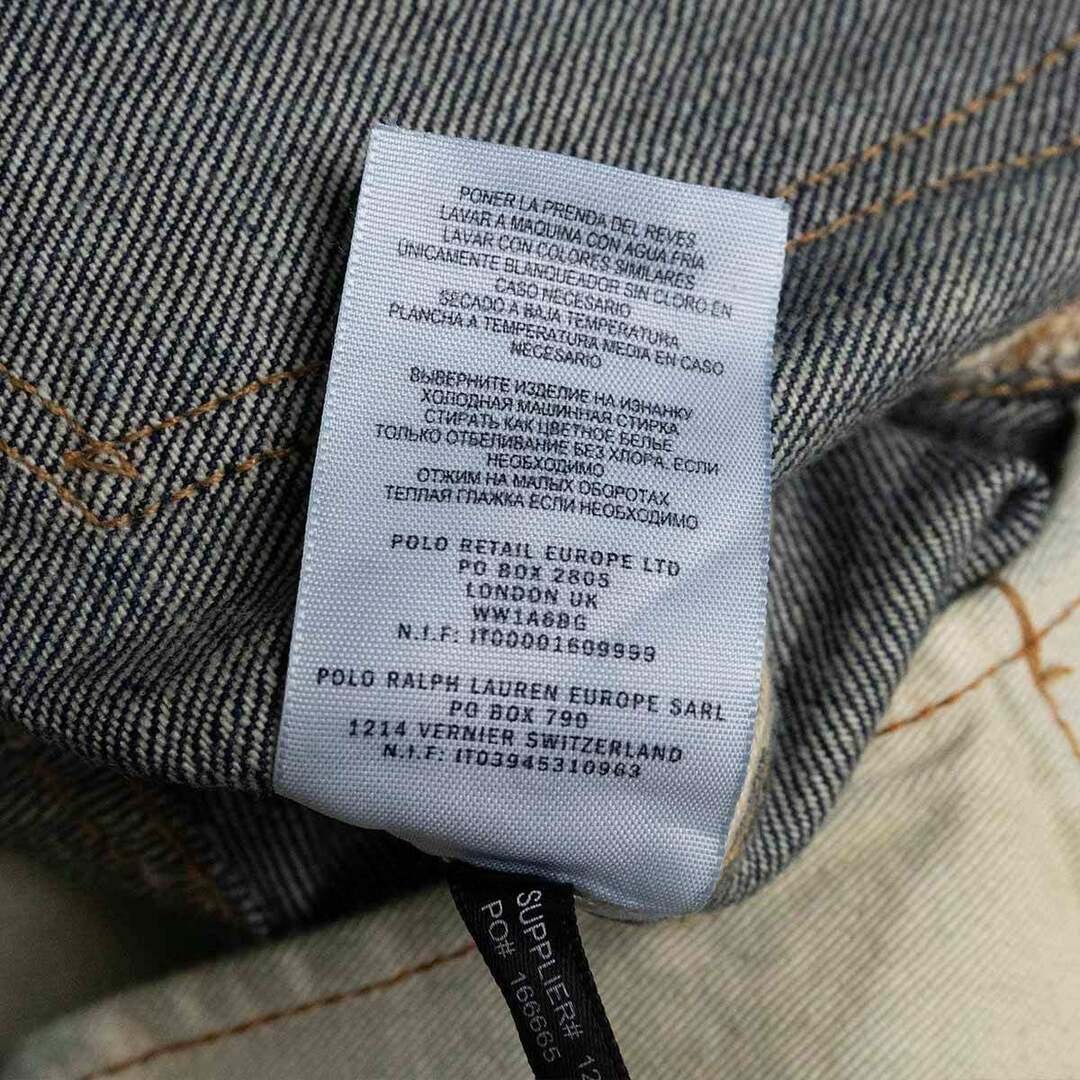 PONER LA PRENDA DEL REVES
LAVAR A MAQUINA CON AGUA FRÍA
LAVAR CON COLORES SIMILARES
ÚNICAMENTE BLANQUEADOR SIN CLORO EN
CASO NECESARIO
SECADO A BAJA TEMPERATURA
PLANCHA A TEMPERATURA MEDIA EN CASO
NECESARIO
ВЫВЕРНИТЕ ИЗДЕЛИЕ НА ИЗНАНКУ
ХОЛОДНАЯ МАШИННАЯ СТИРКА
СТИРАТЬ КАК ЦВЕТНОЕ БЕЛЬЕ
ТОЛЬКО ОТБЕЛИВАНИЕ БЕЗ ХЛОРА, ЕСЛИ
НЕОБХОДИМО
ОТЖИМ НА МАЛЫХ ОБОРОТАХ
ТЕПЛАЯ ГЛАЖКА ЕСЛИ НЕОБХОДИМО
POLO RETAIL EUROPE LTD
PO BOX 2805
LONDON UK
WW1A8BG
N.I.F: IT00001609999
POLO RALPH LAUREN EUROPE SARL
PO BOX 790
1214 VERNIER SWITZERLAND
N.I.F: IT03945310963
SUPPLIER# 12
PO# 166665